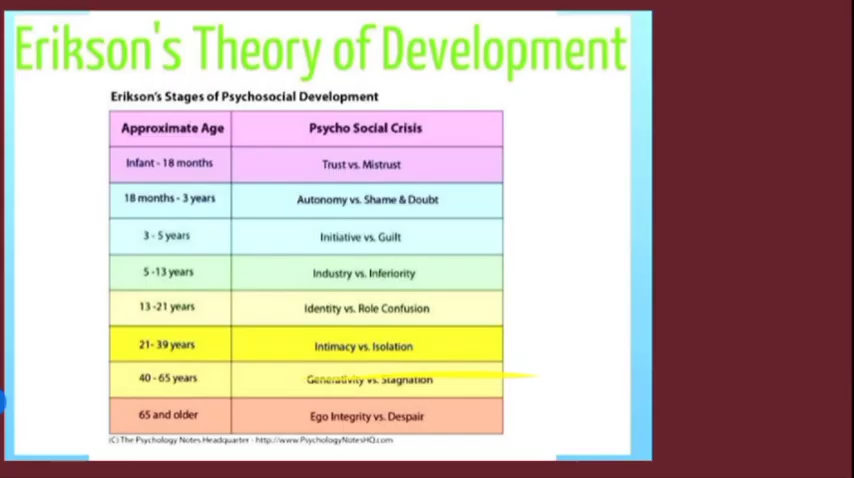 Erikson's Theory of Development
Erikson's Stages of Psychosocial Development
Approximate Age Psycho Social Crisis
Infant - 18 months Trust vs. Mistrust
18 months - 3 years Autonomy vs. Shame & Doubt
3 - 5 years Initiative vs. Guilt
5 -13 years Industry vs. Inferiority
13 -21 years Identity vs. Role Confusion
21- 39 years Intimacy vs. Isolation
40 - 65 years Generativity vs. Stagnation
65 and older Ego Integrity vs. Despair
(C) The Psychology Notes Headquarter - http://www.PsychologyNotesHQ.com